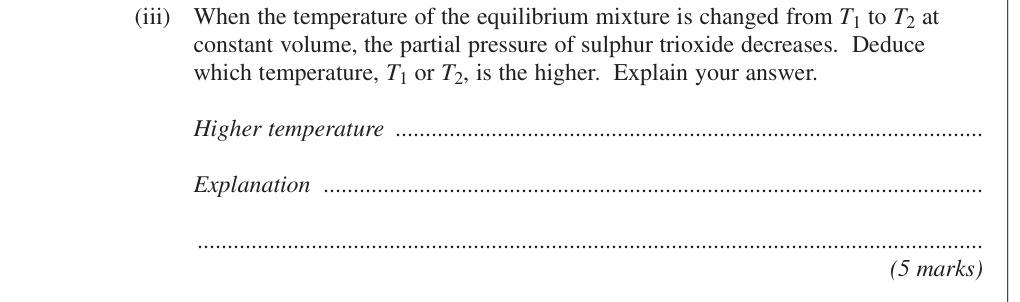 (iii) When the temperature of the equilibrium mixture is changed from T1 to T2 at
constant volume, the partial pressure of sulphur trioxide decreases. Deduce
which temperature, T1 or T2, is the higher. Explain your answer.
Higher temperature ....................................................................................................
Explanation ................................................................................................................
......................................................................................................................................
(5 marks)